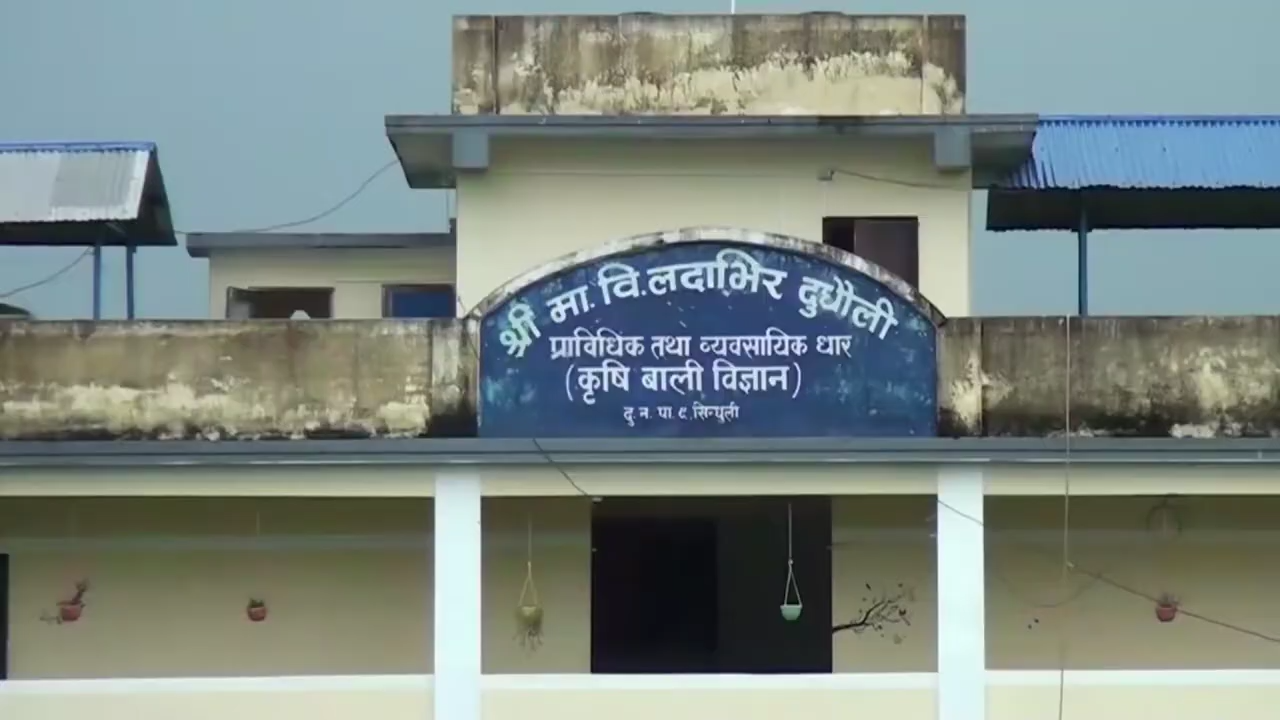 श्री मा. वि. लदाभिर दुधौली
प्राविधिक तथा व्यवसायिक धार
(कृषि बाली विज्ञान)
दु. न. पा. ९, सिन्धुली